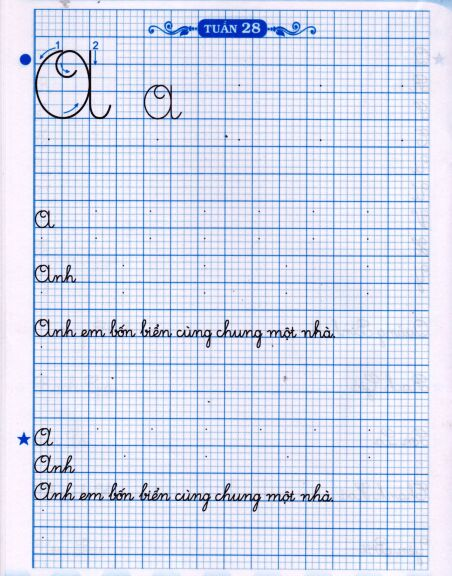 TUẦN 28
1 2
A A
A
Anh
Anh em bốn biển cùng chung một nhà.
A
Anh
Anh em bốn biển cùng chung một nhà.